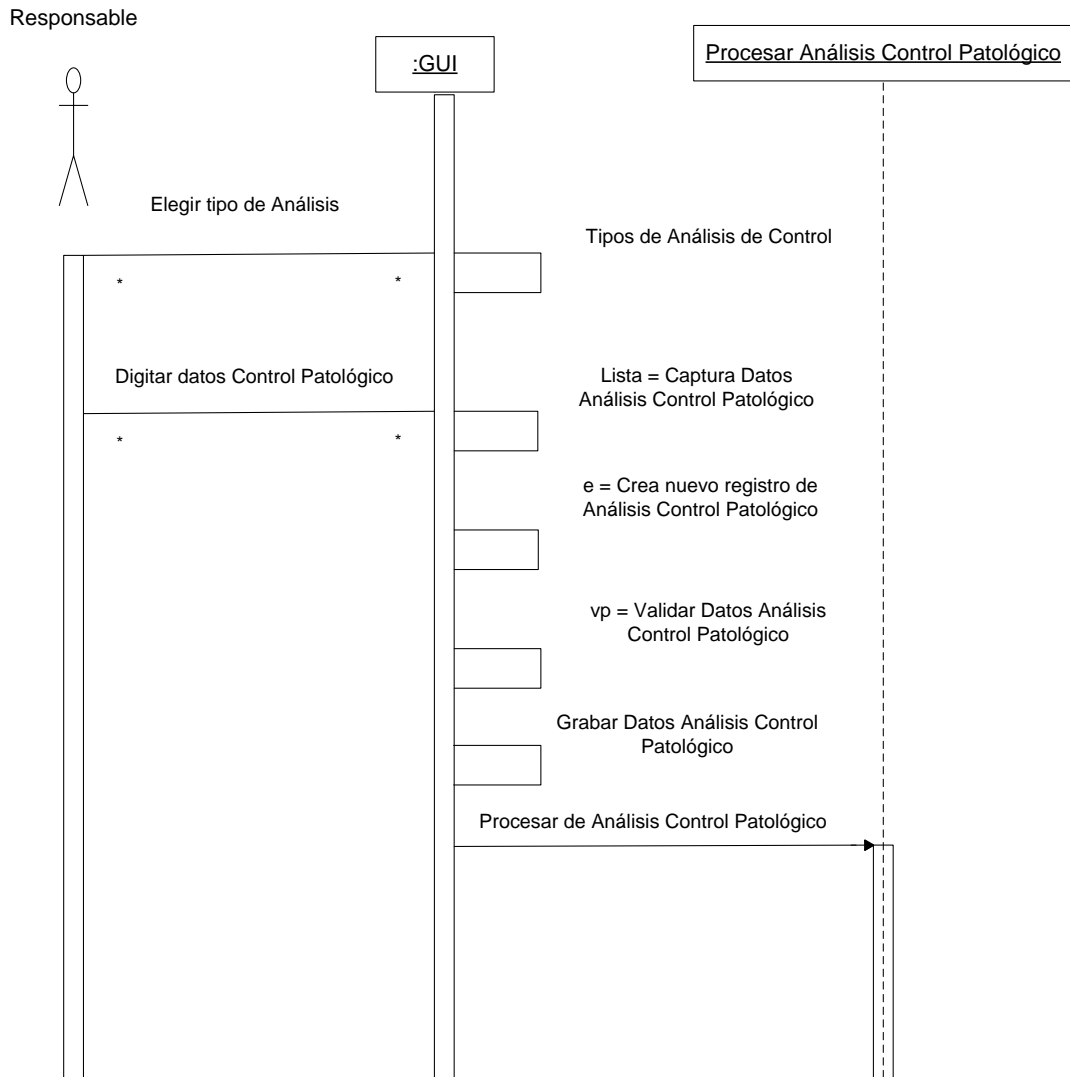 Responsable
:GUI
Procesar Análisis Control Patológico
Elegir tipo de Análisis
Tipos de Análisis de Control
*
*
Digitar datos Control Patológico
Lista = Captura Datos
Análisis Control Patológico
*
*
e = Crea nuevo registro de
Análisis Control Patológico
vp = Validar Datos Análisis
Control Patológico
Grabar Datos Análisis Control
Patológico
Procesar de Análisis Control Patológico